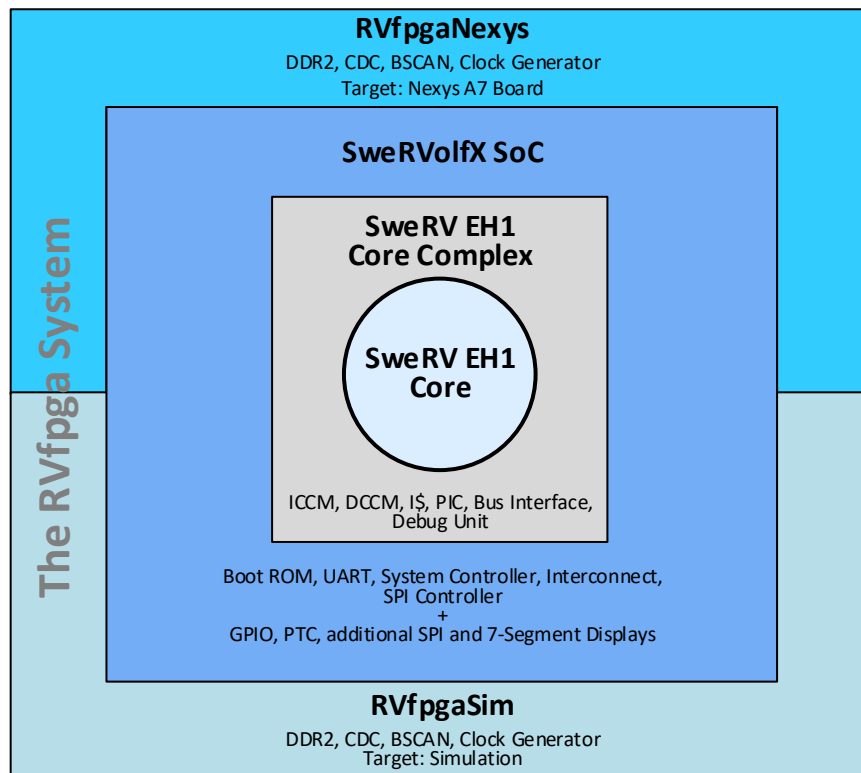 RVfpgaNexys
DDR2, CDC, BSCAN, Clock Generator
Target: Nexys A7 Board
SweRVolfX SoC
SweRV EH1
Core Complex
SweRV EH1
Core
ICCM, DCCM, I$, PIC, Bus Interface,
Debug Unit
Boot ROM, UART, System Controller, Interconnect,
SPI Controller
+
GPIO, PTC, additional SPI and 7-Segment Displays
RVfpgaSim
DDR2, CDC, BSCAN, Clock Generator
Target: Simulation
The RVfpga System